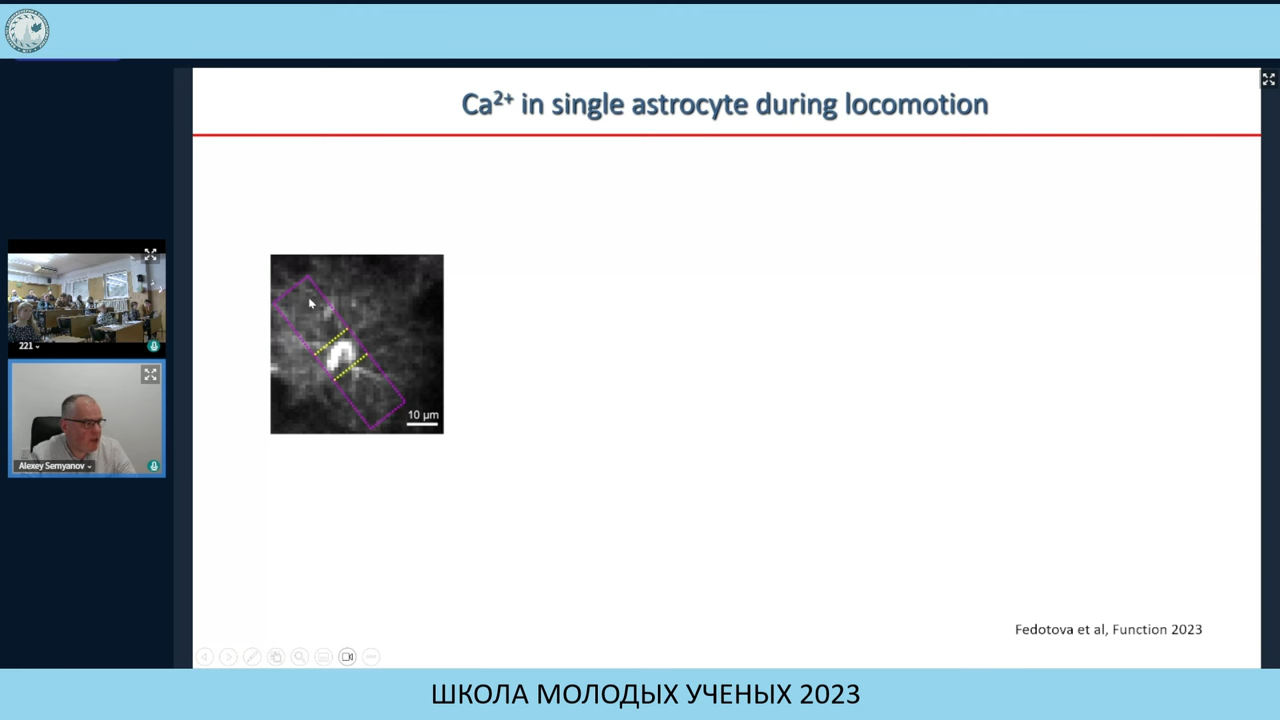 Ca²⁺ in single astrocyte during locomotion
10 µm
221
Alexey Semyanov
Fedotova et al, Function 2023
ШКОЛА МОЛОДЫХ УЧЕНЫХ 2023